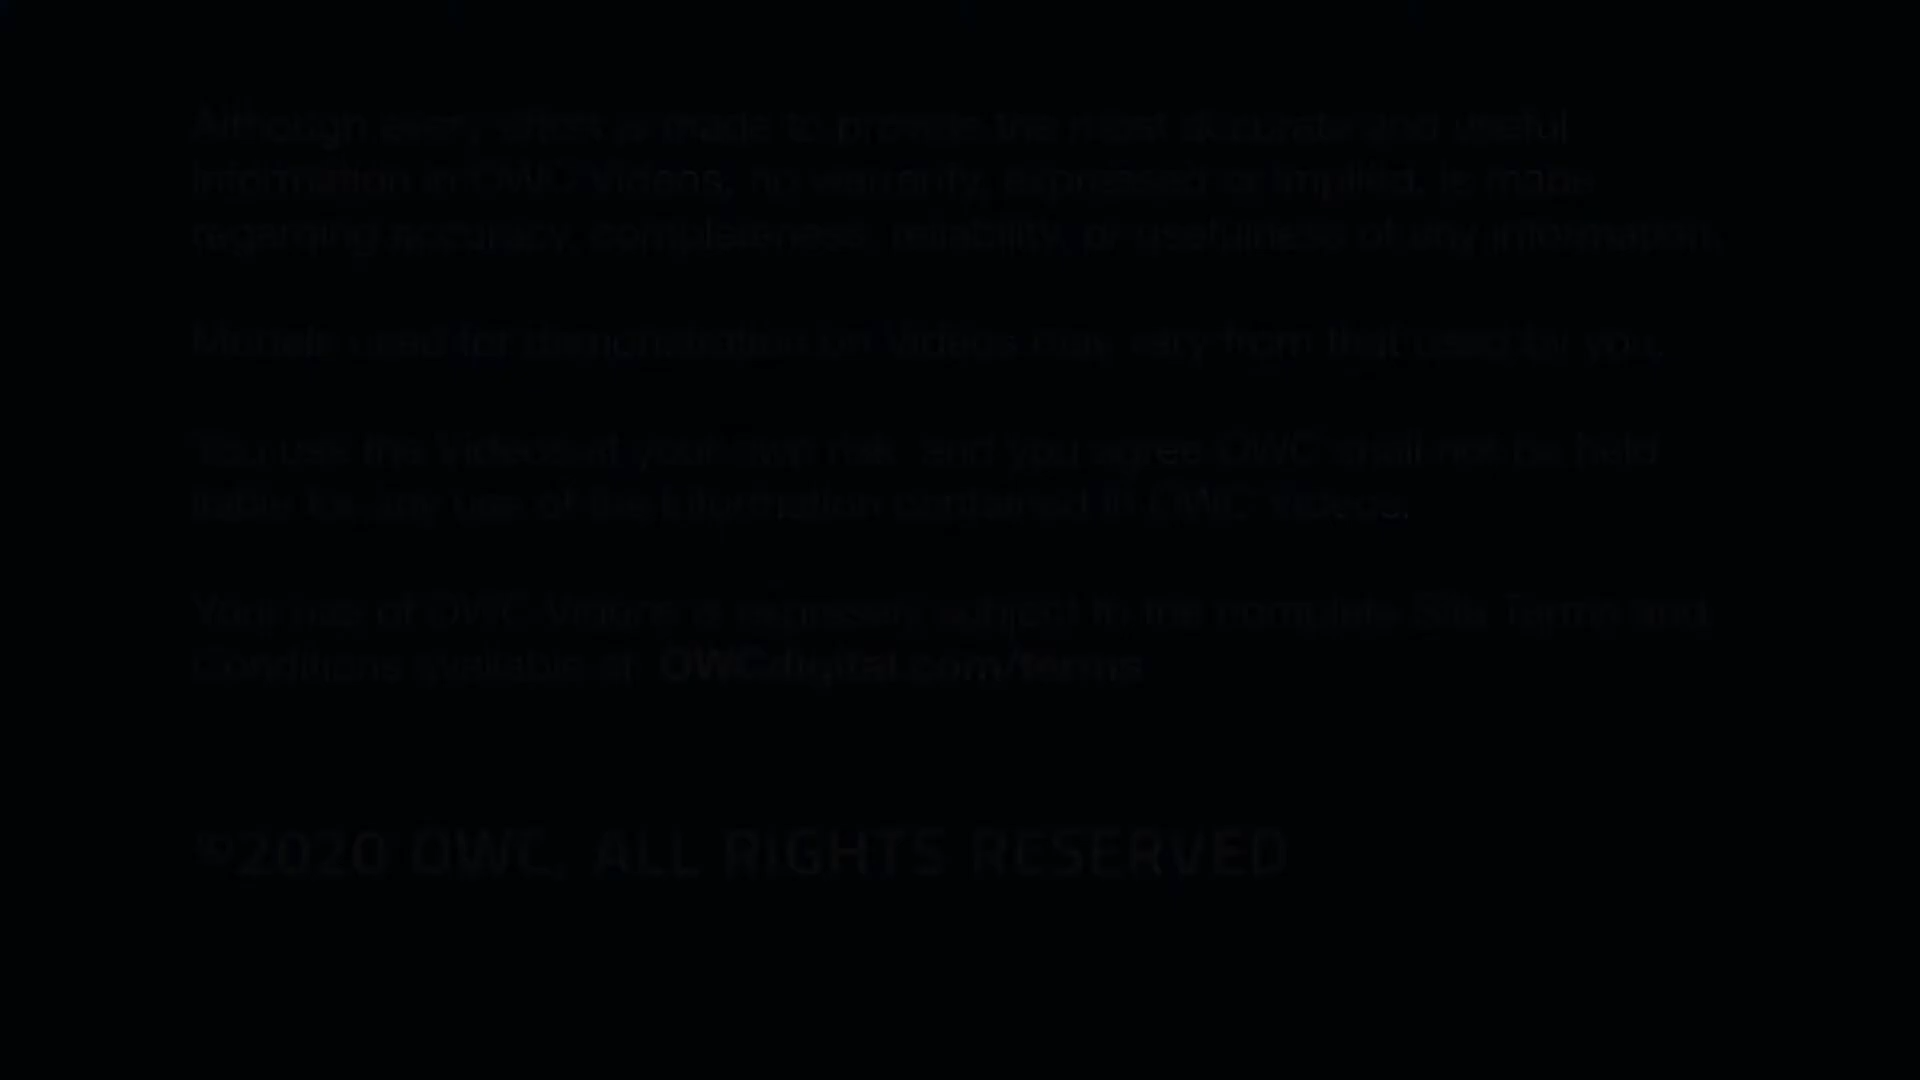 Although every effort is made to provide the most accurate and useful
information in OWC Videos, no warranty, expressed or implied, is made
regarding accuracy, completeness, reliability, or usefulness of any information.
Models used for demonstration in Videos may vary from that used by you.
You use the Videos at your own risk and you agree OWC shall not be held
liable for any use of the information contained in OWC Videos.
Your use of OWC Videos is expressly subject to the complete Site Terms and
Conditions available at OWCdigital.com/terms
©2020 OWC, ALL RIGHTS RESERVED